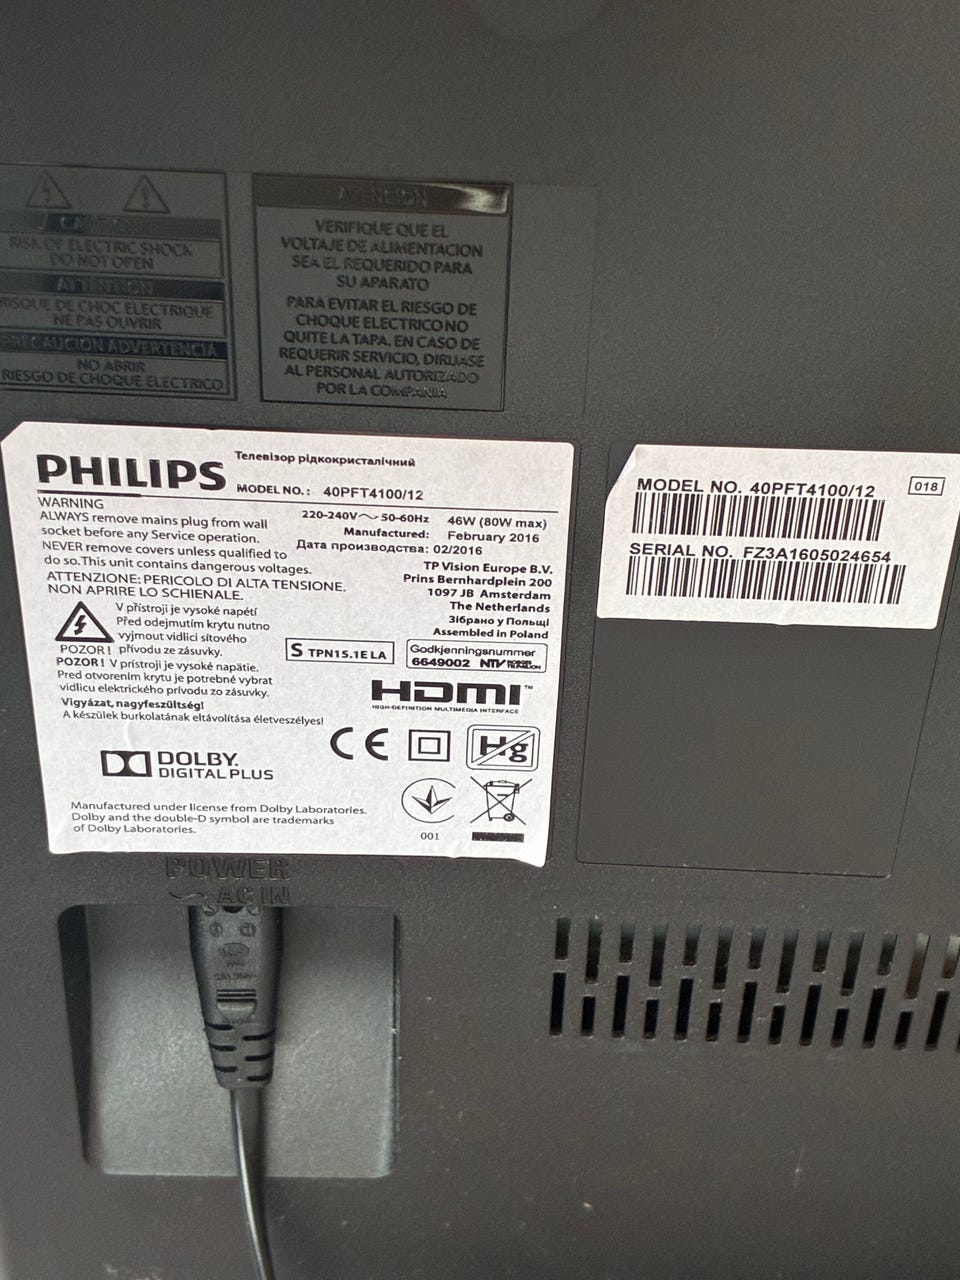 CAUTION
RISK OF ELECTRIC SHOCK
DO NOT OPEN
ATTENTION
RISQUE DE CHOC ELECTRIQUE
NE PAS OUVRIR
PRECAUCIÓN ADVERTENCIA
NO ABRIR
RIESGO DE CHOQUE ELECTRICO
ATENCION
VERIFIQUE QUE EL
VOLTAJE DE ALIMENTACION
SEA EL REQUERIDO PARA
SU APARATO
PARA EVITAR EL RIESGO DE
CHOQUE ELECTRICO NO
QUITE LA TAPA. EN CASO DE
REQUERIR SERVICIO, DIRIJASE
AL PERSONAL AUTORIZADO
POR LA COMPAÑIA
PHILIPS
Телевізор рідкокристалічний
MODEL NO.: 40PFT4100/12
WARNING
ALWAYS remove mains plug from wall
socket before any Service operation.
NEVER remove covers unless qualified to
do so.This unit contains dangerous voltages.
ATTENZIONE: PERICOLO DI ALTA TENSIONE.
NON APRIRE LO SCHIENALE.
V přístroji je vysoké napětí
Před odejmutím krytu nutno
vyjmout vidlici síťového
POZOR ! přívodu ze zásuvky.
POZOR ! V prístroji je vysoké napätie.
Pred otvorením krytu je potrebné vybrat
vidlicu elektrického prívodu zo zásuvky.
Vigyázat, nagyfeszültség!
A készülek burkolatának eltávolítása életveszélyes!
220-240V~ 50-60Hz 46W (80W max)
Manufactured: February 2016
Дата произвоdства: 02/2016
TP Vision Europe B.V.
Prins Bernhardplein 200
1097 JB Amsterdam
The Netherlands
Зібрано у Польщі
Assembled in Poland
S TPN15.1E LA
Godkjenningsnummer
6649002 NTV
HDMI™
HIGH-DEFINITION MULTIMEDIA INTERFACE
CE
Hg
DOLBY.
DIGITAL PLUS
001
Manufactured under license from Dolby Laboratories.
Dolby and the double-D symbol are trademarks
of Dolby Laboratories.
MODEL NO. 40PFT4100/12
018
SERIAL NO. FZ3A1605024654
POWER
~ AC IN